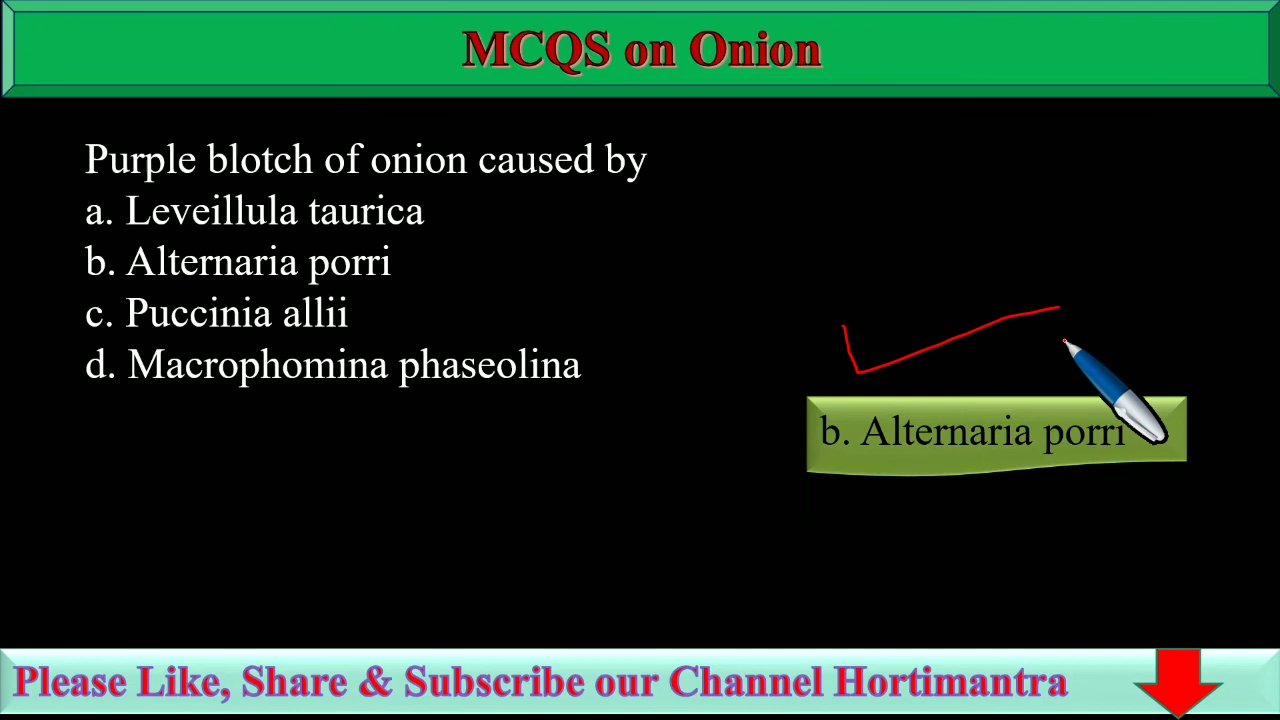 MCQS on Onion
Purple blotch of onion caused by
a. Leveillula taurica
b. Alternaria porri
c. Puccinia allii
d. Macrophomina phaseolina
b. Alternaria porri
Please Like, Share & Subscribe our Channel Hortimantra